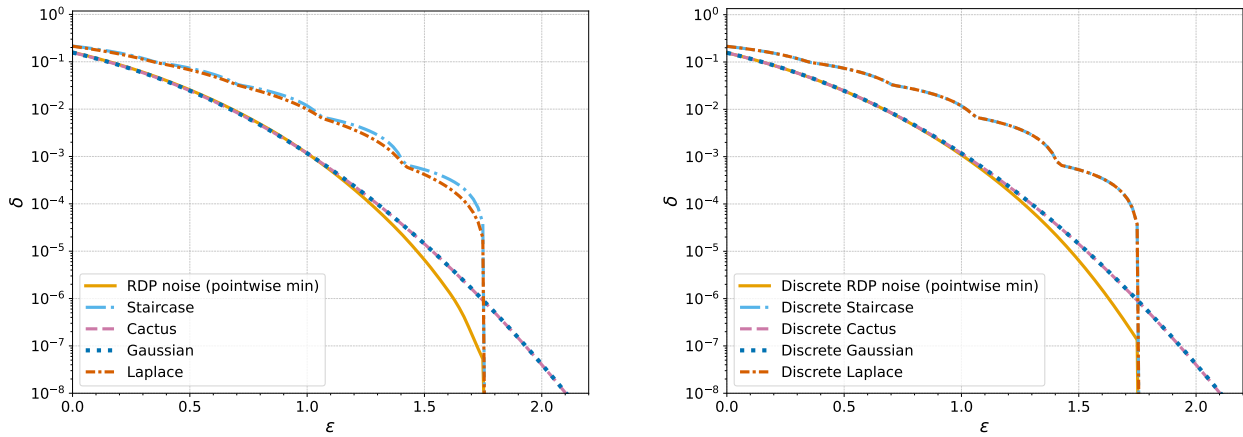 10⁰
10⁻¹
10⁻²
10⁻³
10⁻⁴
10⁻⁵
10⁻⁶
10⁻⁷
10⁻⁸
δ
RDP noise (pointwise min)
Staircase
Cactus
Gaussian
Laplace
0.0 0.5 1.0 1.5 2.0
ε
10⁰
10⁻¹
10⁻²
10⁻³
10⁻⁴
10⁻⁵
10⁻⁶
10⁻⁷
10⁻⁸
δ
Discrete RDP noise (pointwise min)
Discrete Staircase
Discrete Cactus
Discrete Gaussian
Discrete Laplace
0.0 0.5 1.0 1.5 2.0
ε